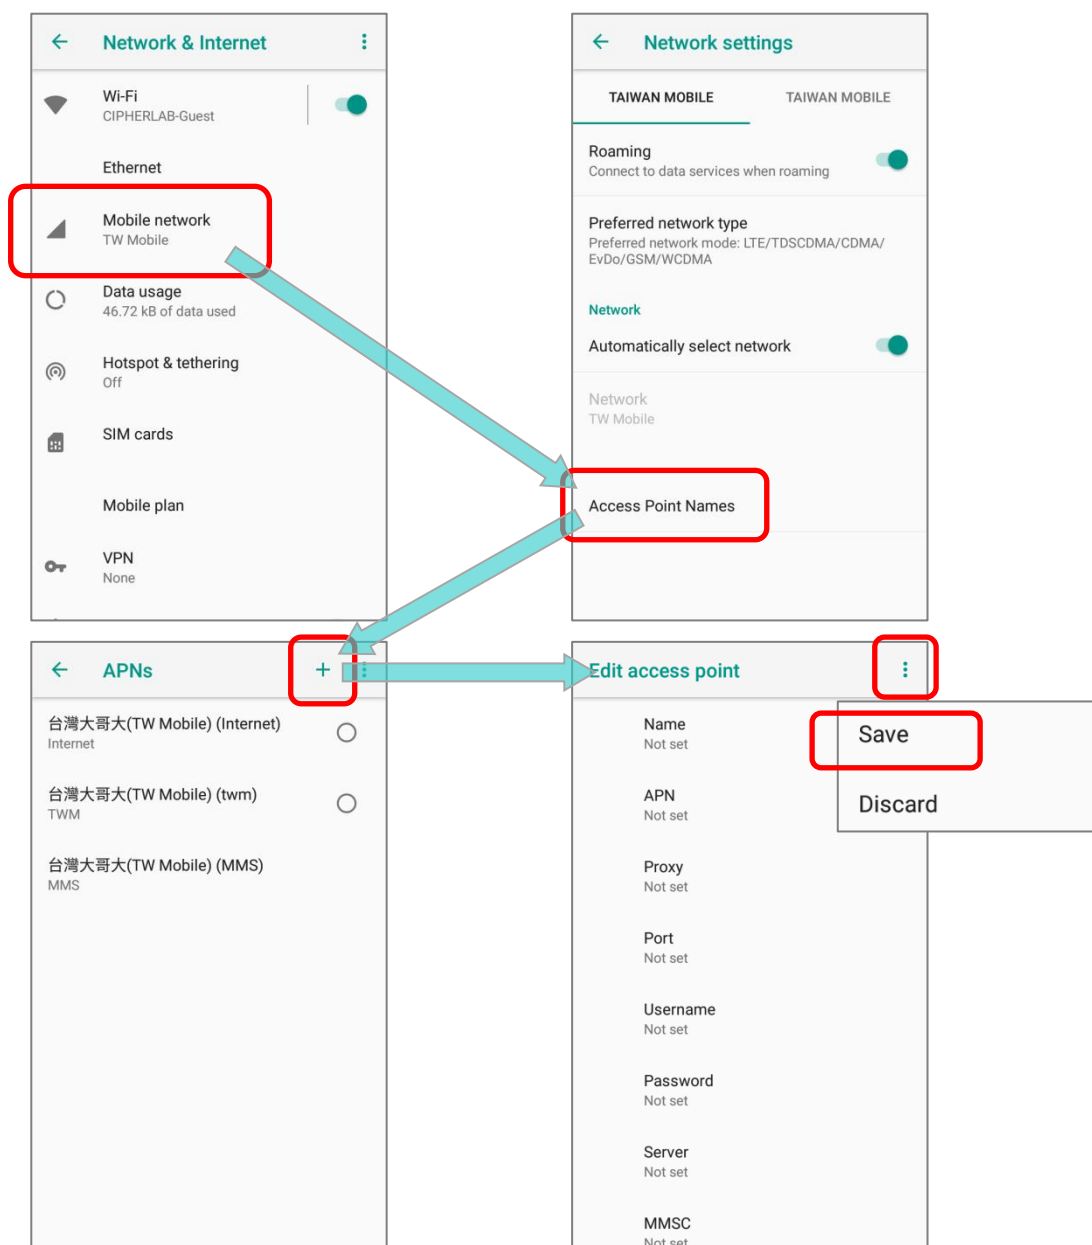 Network & Internet
Wi-Fi
CIPHERLAB-Guest
Ethernet
Mobile network
TW Mobile
Data usage
46.72 kB of data used
Hotspot & tethering
Off
SIM cards
Mobile plan
VPN
None
Network settings
TAIWAN MOBILE TAIWAN MOBILE
Roaming
Connect to data services when roaming
Preferred network type
Preferred network mode: LTE/TDSCDMA/CDMA/
EvDo/GSM/WCDMA
Network
Automatically select network
Network
TW Mobile
Access Point Names
APNs
台灣大哥大(TW Mobile) (Internet)
Internet
台灣大哥大(TW Mobile) (twm)
TWM
台灣大哥大(TW Mobile) (MMS)
MMS
Edit access point
Name
Not set
APN
Not set
Proxy
Not set
Port
Not set
Username
Not set
Password
Not set
Server
Not set
MMSC
Not set
Save
Discard